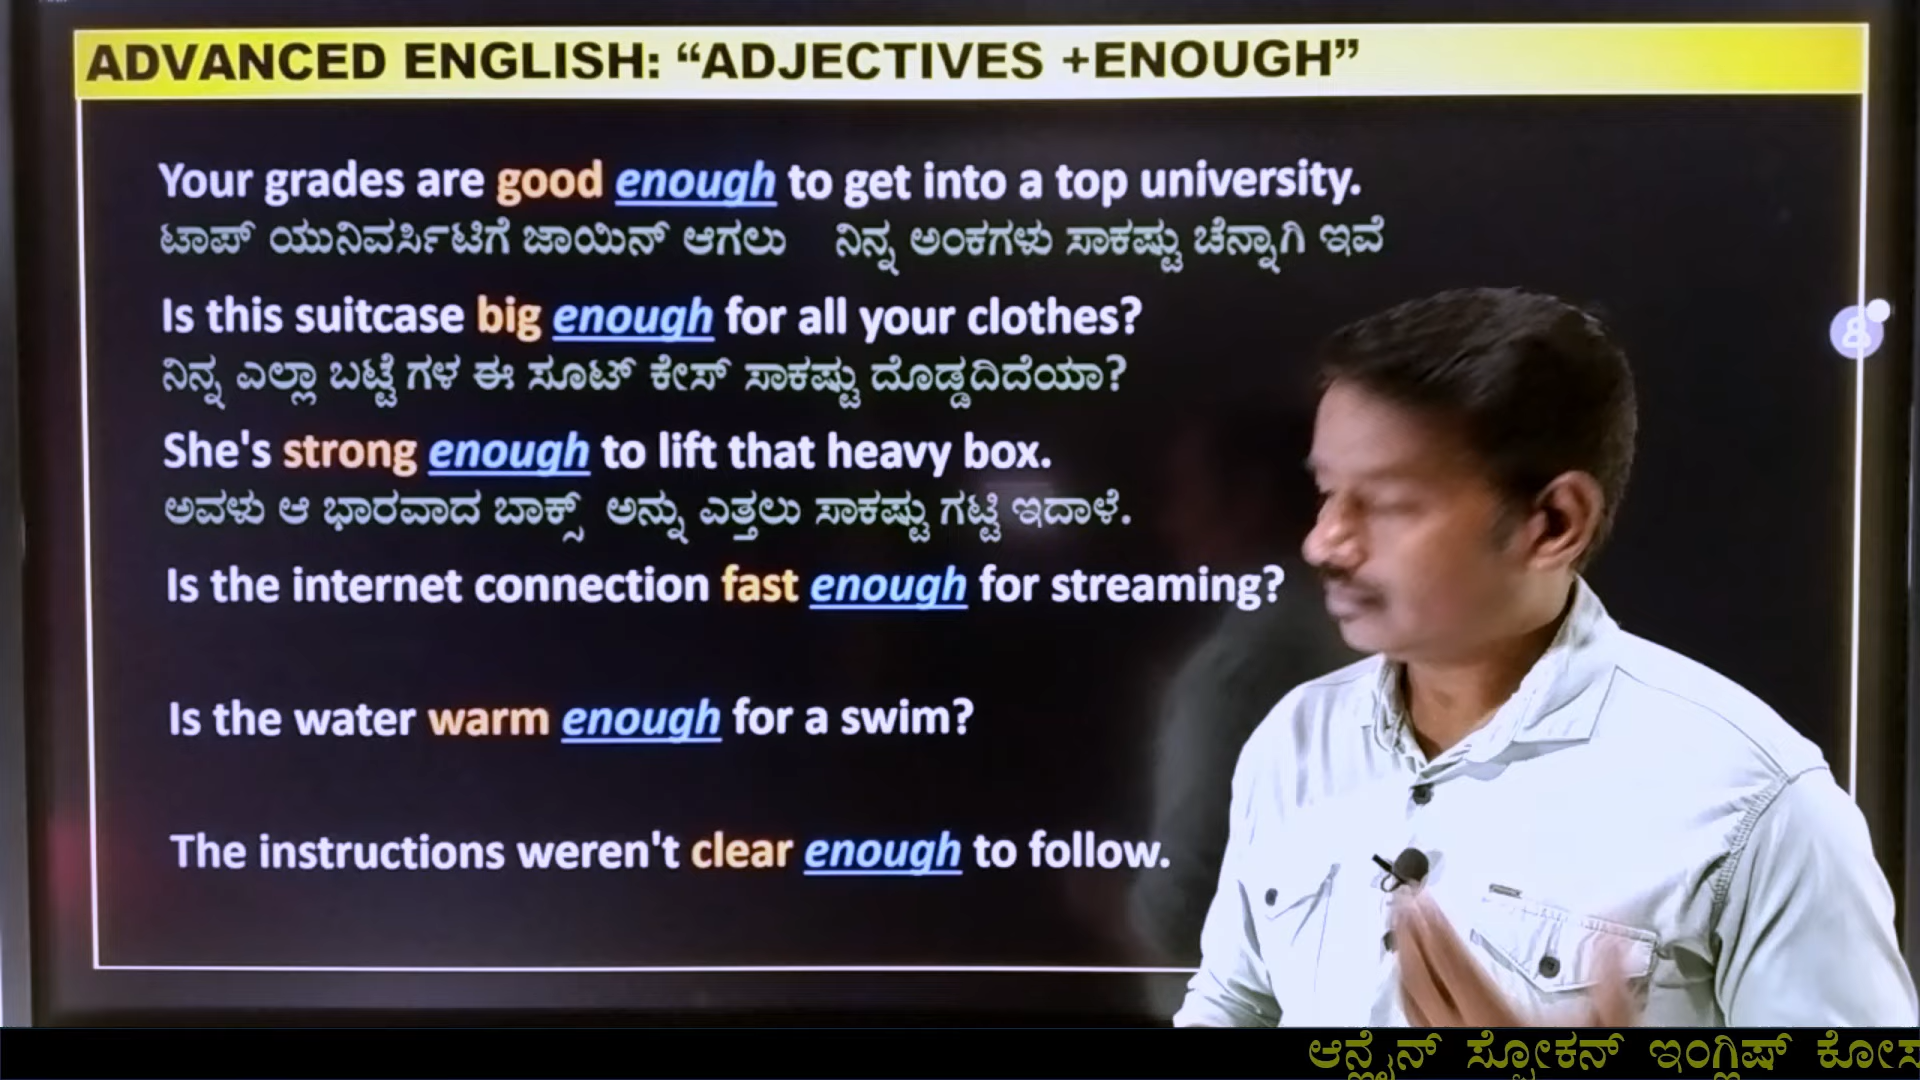 ADVANCED ENGLISH: “ADJECTIVES +ENOUGH”
Your grades are good enough to get into a top university.
ಟಾಪ್ ಯುನಿವರ್ಸಿಟಿಗೆ ಜಾಯಿನ್ ಆಗಲು ನಿನ್ನ ಅಂಕಗಳು ಸಾಕಷ್ಟು ಚೆನ್ನಾಗಿ ಇವೆ
Is this suitcase big enough for all your clothes?
ನಿನ್ನ ಎಲ್ಲಾ ಬಟ್ಟೆ ಗಳ ಈ ಸೂಟ್ ಕೇಸ್ ಸಾಕಷ್ಟು ದೊಡ್ಡದಿದೆಯಾ?
She's strong enough to lift that heavy box.
ಅವಳು ಆ ಭಾರವಾದ ಬಾಕ್ಸ್ ಅನ್ನು ಎತ್ತಲು ಸಾಕಷ್ಟು ಗಟ್ಟಿ ಇದಾಳೆ.
Is the internet connection fast enough for streaming?
Is the water warm enough for a swim?
The instructions weren't clear enough to follow.
ಆನ್ಲೈನ್ ಸ್ಪೋಕನ್ ಇಂಗ್ಲಿಷ್